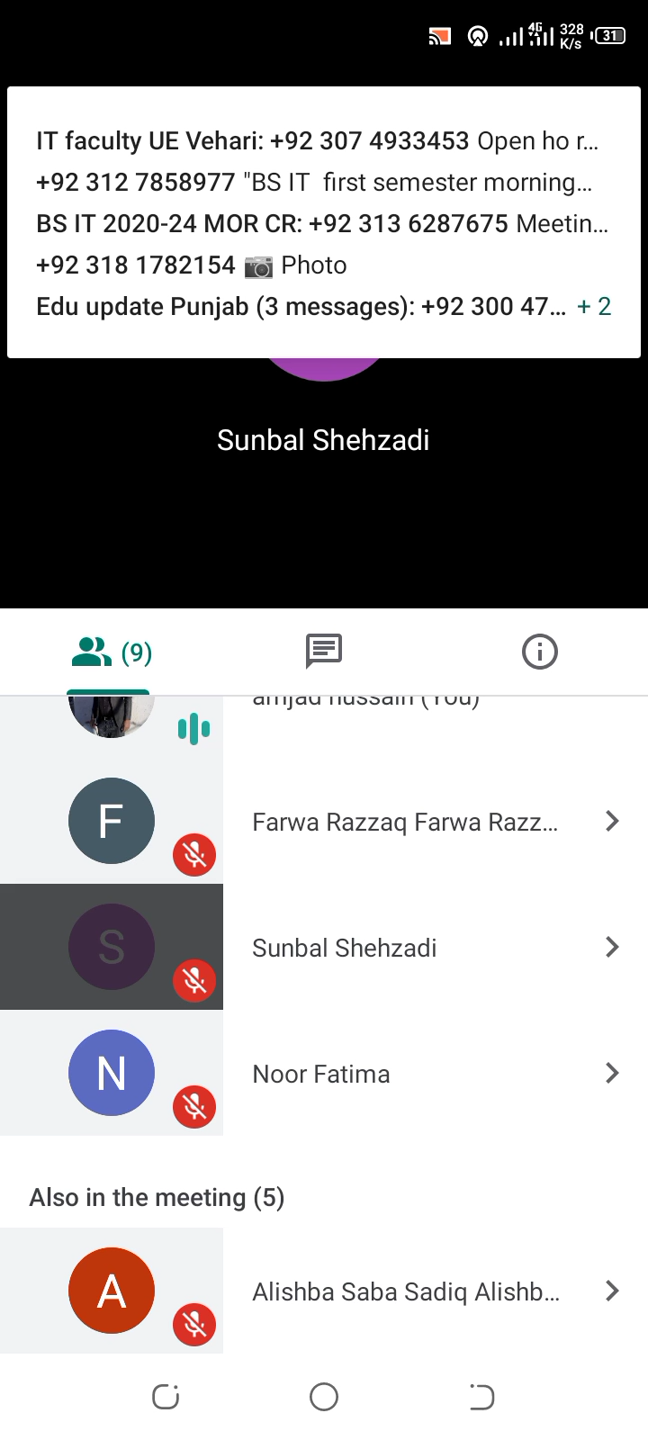 4G 328
K/s 31
IT faculty UE Vehari: +92 307 4933453 Open ho r...
+92 312 7858977 "BS IT first semester morning...
BS IT 2020-24 MOR CR: +92 313 6287675 Meetin...
+92 318 1782154 📷 Photo
Edu update Punjab (3 messages): +92 300 47... + 2
Sunbal Shehzadi
(9)
amjad hussain (You)
F Farwa Razzaq Farwa Razz...
S Sunbal Shehzadi
N Noor Fatima
Also in the meeting (5)
A Alishba Saba Sadiq Alishb...